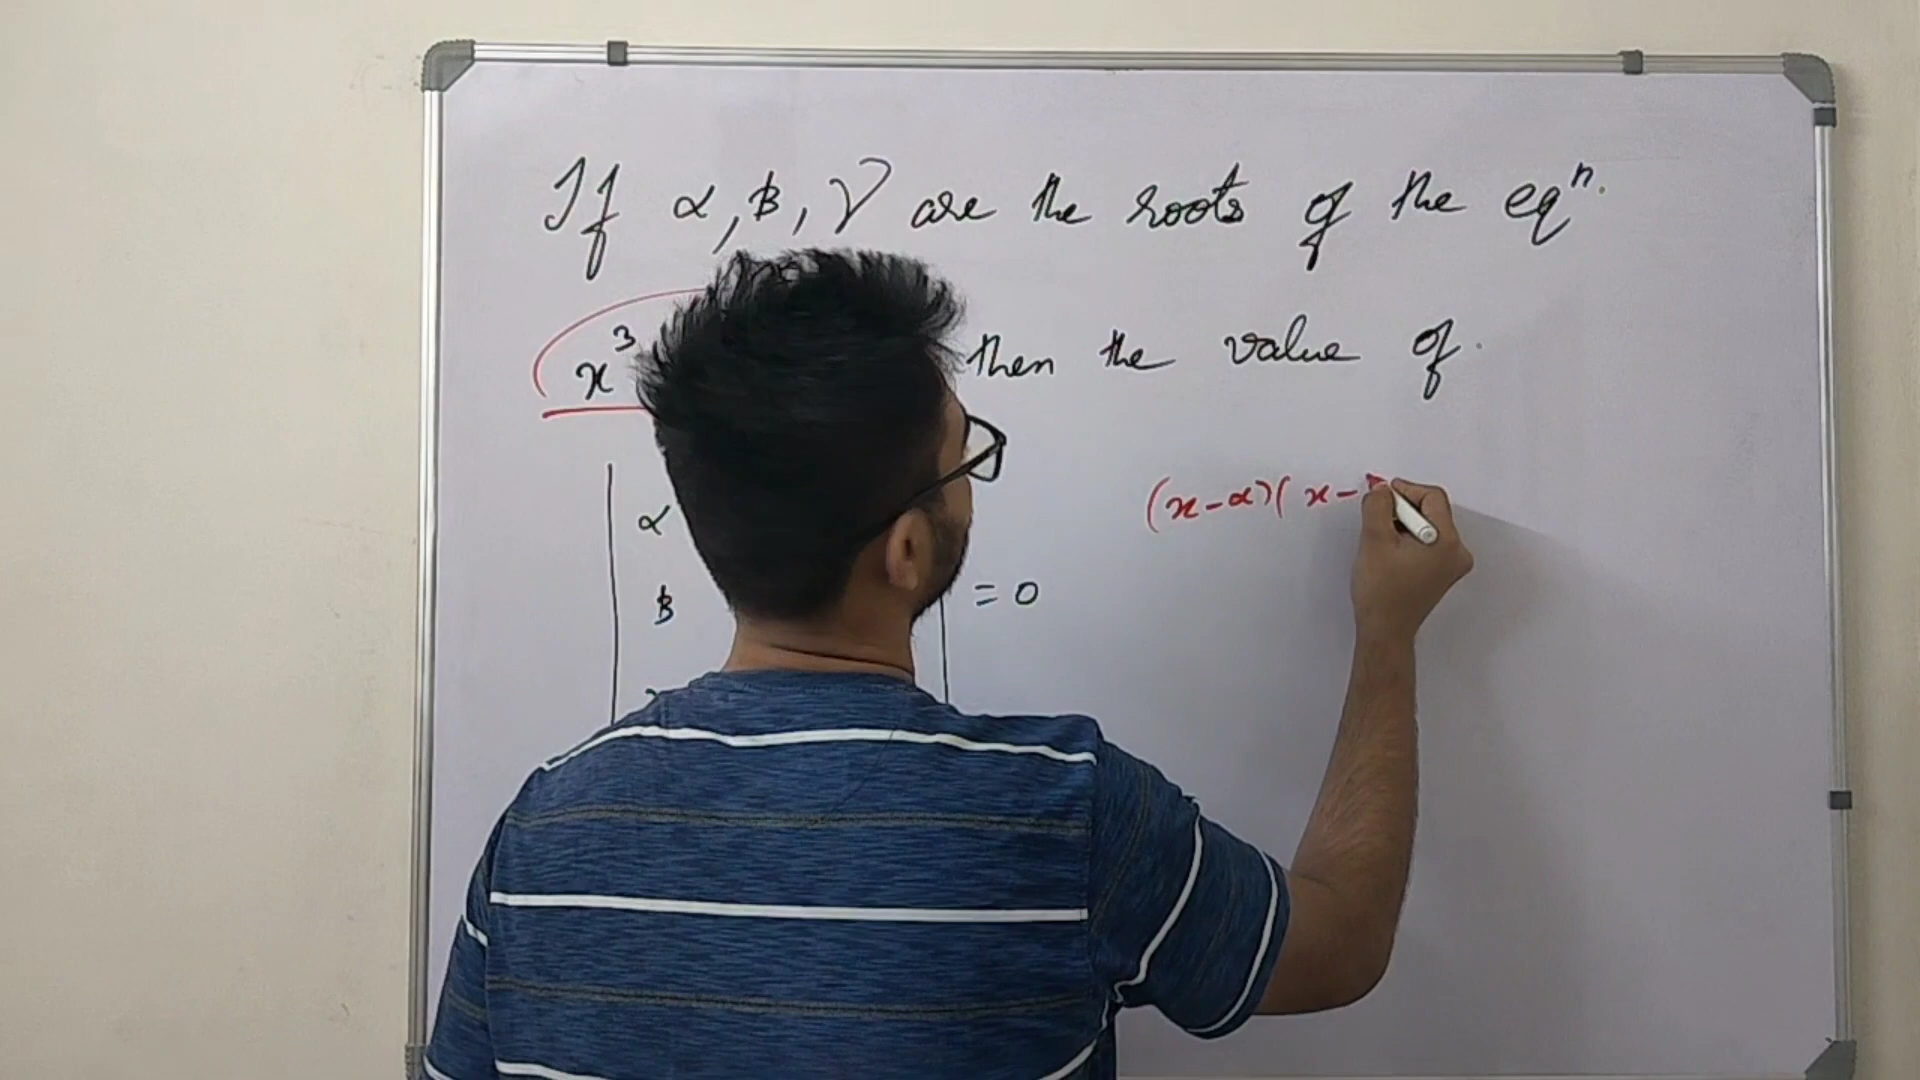 If α, β, γ are the roots of the eqⁿ.
x³ then the value of
(x-α)(x-
α
β = 0